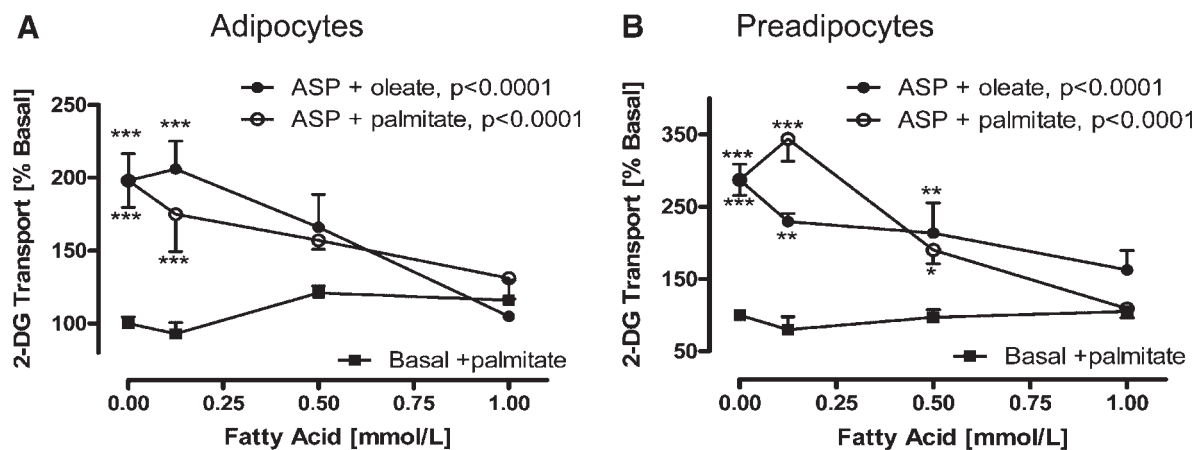 A Adipocytes
ASP + oleate, p<0.0001
ASP + palmitate, p<0.0001
2-DG Transport [% Basal]
250
200
150
100
*** ***
*** ***
Basal +palmitate
0.00 0.25 0.50 0.75 1.00
Fatty Acid [mmol/L]
B Preadipocytes
ASP + oleate, p<0.0001
ASP + palmitate, p<0.0001
2-DG Transport [% Basal]
350
250
150
50
*** *** **
*** ** *
Basal +palmitate
0.00 0.25 0.50 0.75 1.00
Fatty Acid [mmol/L]